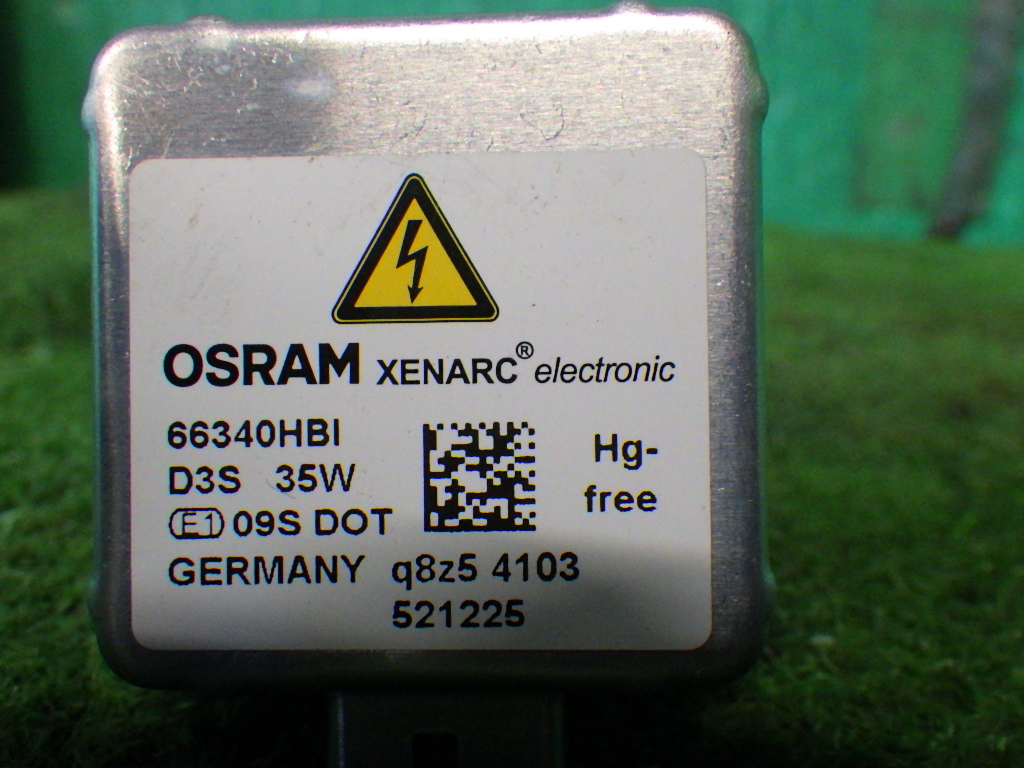 OSRAM XENARC® electronic
66340HBI
D3S 35W
Hg-
free
E1 09S DOT
GERMANY q8z5 4103
521225